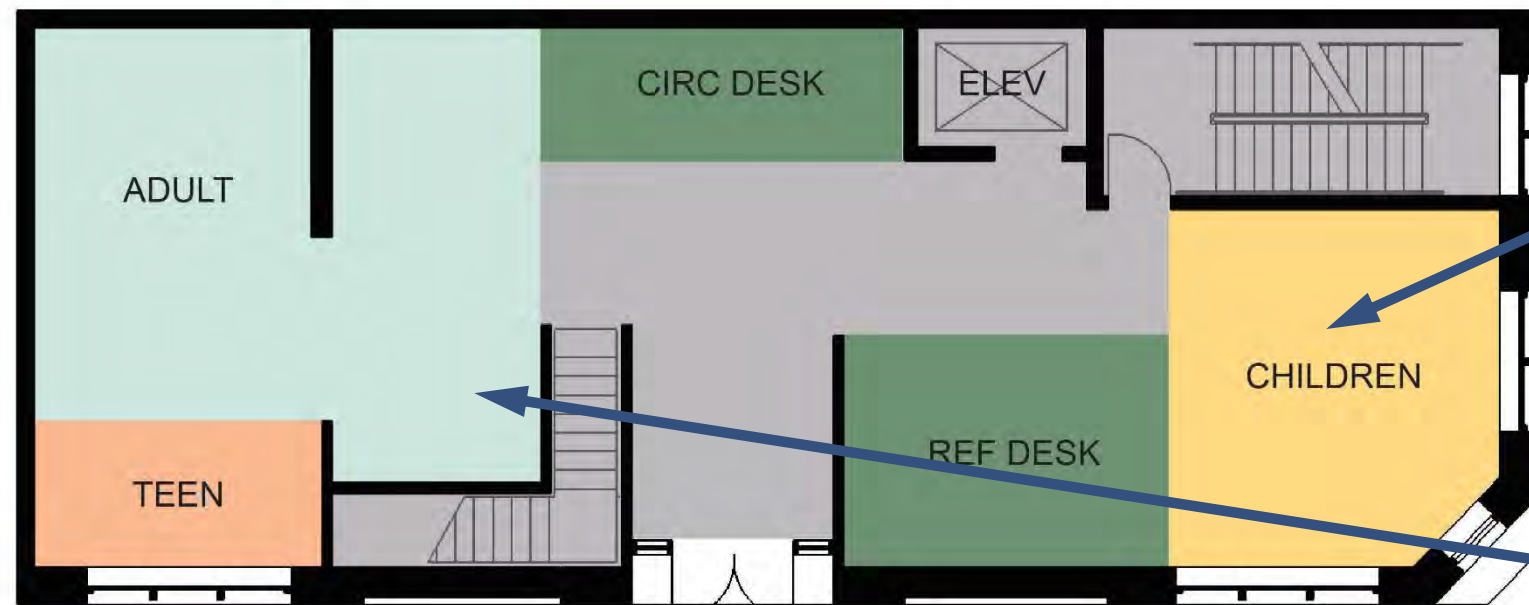 CIRC DESK
ELEV
ADULT
CHILDREN
REF DESK
TEEN